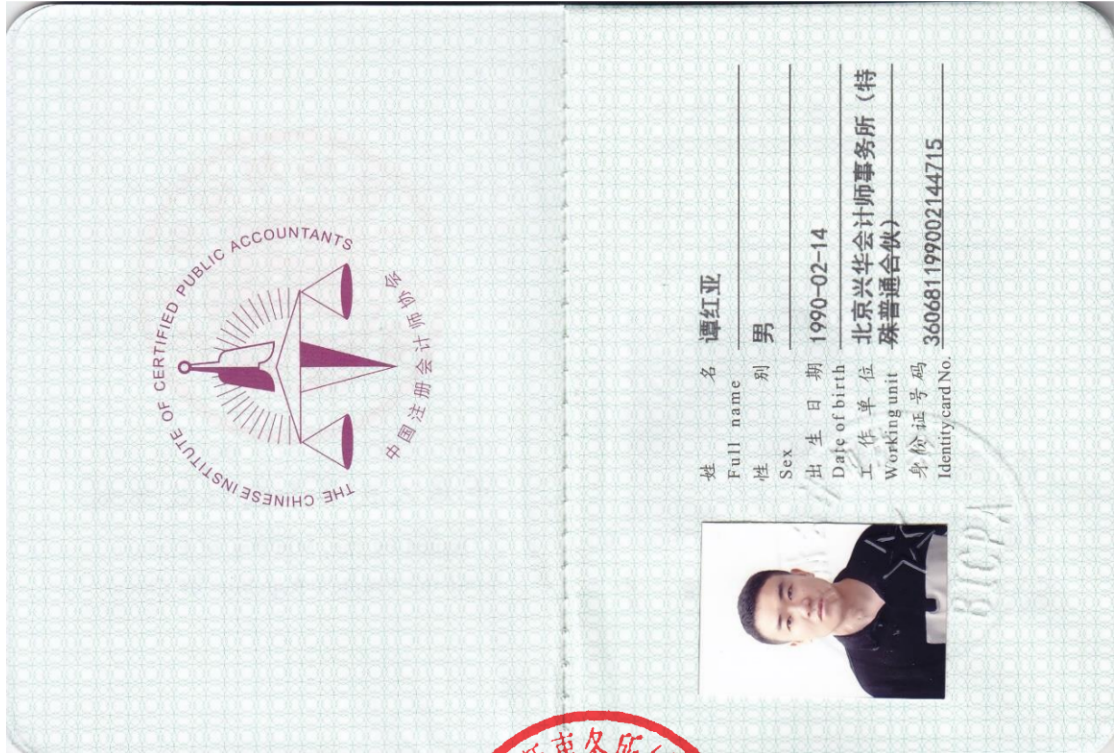 THE CHINESE INSTITUTE OF CERTIFIED PUBLIC ACCOUNTANTS
中国注册会计师协会
姓名 谭红亚
Full name
性别 男
Sex
出生日期 1990-02-14
Date of birth
工作单位 北京兴华会计师事务所（特
Working unit 殊普通合伙）
身份证号码 360681199002144715
Identity card No.
BICPA